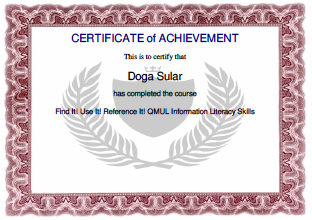 CERTIFICATE of ACHIEVEMENT
This is to certify that
Doga Sular
has completed the course
Find It! Use It! Reference It! QMUL Information Literacy Skills